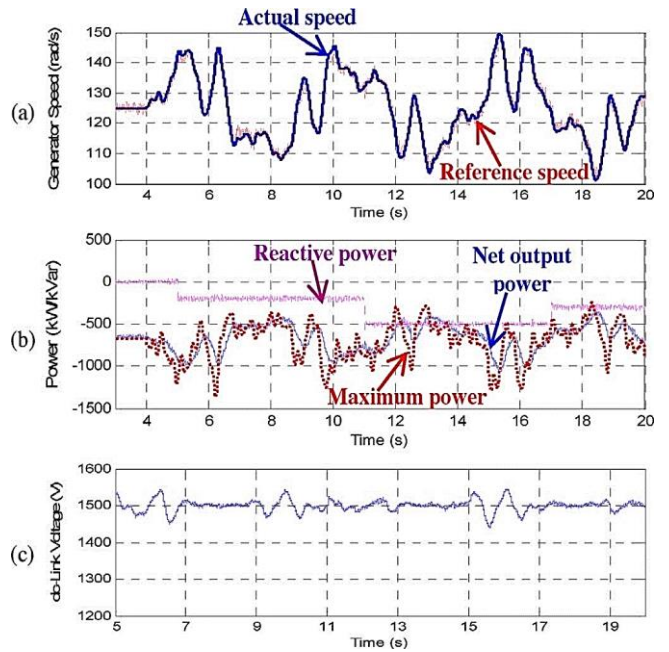 (a)
Generator Speed (rad/s)
150
140
130
120
110
100
Actual speed
Reference speed
3 4 6 8 10 12 14 16 18 20
Time (s)
(b)
Power (kW/kVar)
500
0
-500
-1000
-1500
Reactive power
Net output
power
Maximum power
3 4 6 8 10 12 14 16 18 20
Time (s)
(c)
dc-Link Voltage (V)
1600
1500
1400
1300
1200
5 7 9 11 13 15 17 19 20
Time (s)